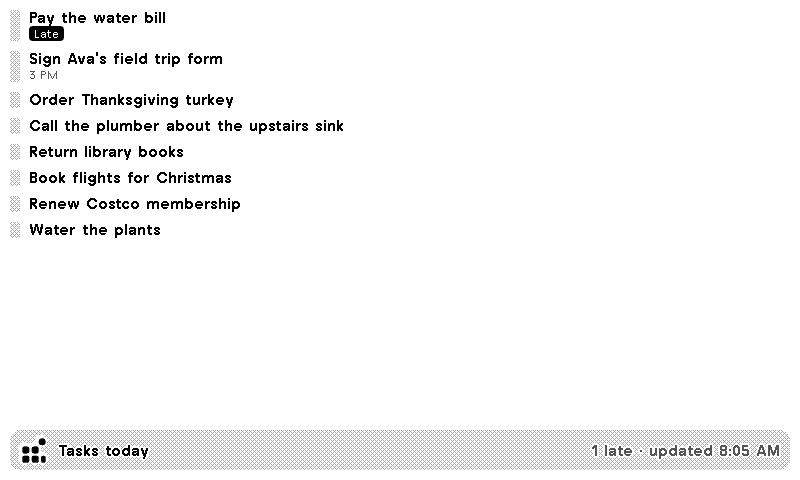 Pay the water bill
Late
Sign Ava's field trip form
3 PM
Order Thanksgiving turkey
Call the plumber about the upstairs sink
Return library books
Book flights for Christmas
Renew Costco membership
Water the plants
Tasks today
1 late · updated 8:05 AM